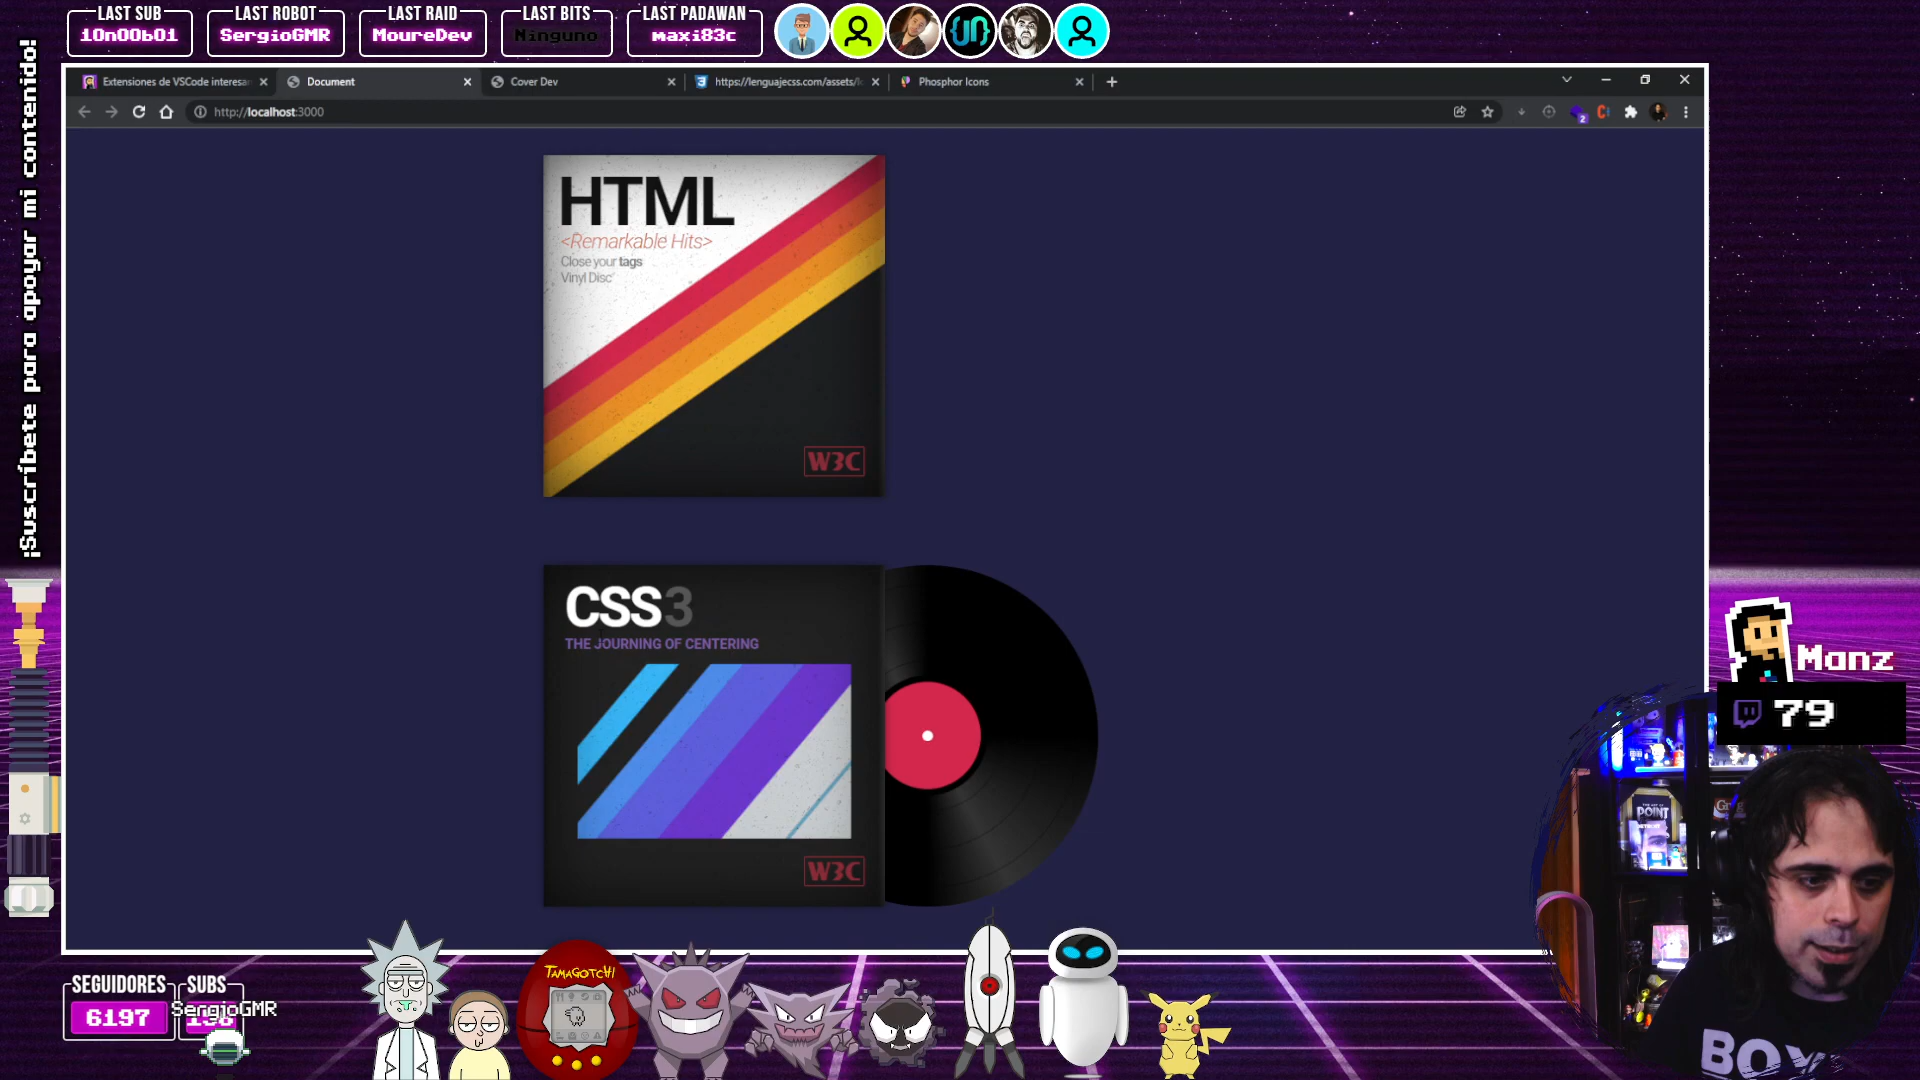 LAST SUB
10n00b01
LAST ROBOT
SergioGMR
LAST RAID
MoureDev
LAST BITS
Ninguno
LAST PADAWAN
maxi83c
¡Suscríbete para apoyar mi contenido!
Extensiones de VSCode interesa
Document
Cover Dev
https://lenguajecss.com/assets/l
Phosphor Icons
http://localhost:3000
2
HTML
<Remarkable Hits>
Close your tags
Vinyl Disc
W3C
CSS3
THE JOURNING OF CENTERING
W3C
Manz
79
POINT
TAMAGOTCHI
SEGUIDORES
6197
SUBS
SergioGMR